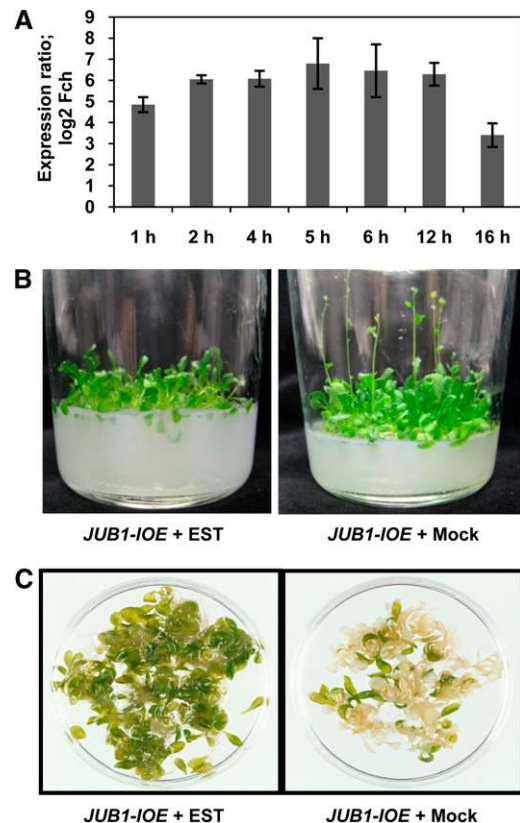 A
Expression ratio;
log2 Fch
9
8
7
6
5
4
3
2
1
0
1 h 2 h 4 h 5 h 6 h 12 h 16 h
B
JUB1-IOE + EST JUB1-IOE + Mock
C
JUB1-IOE + EST JUB1-IOE + Mock